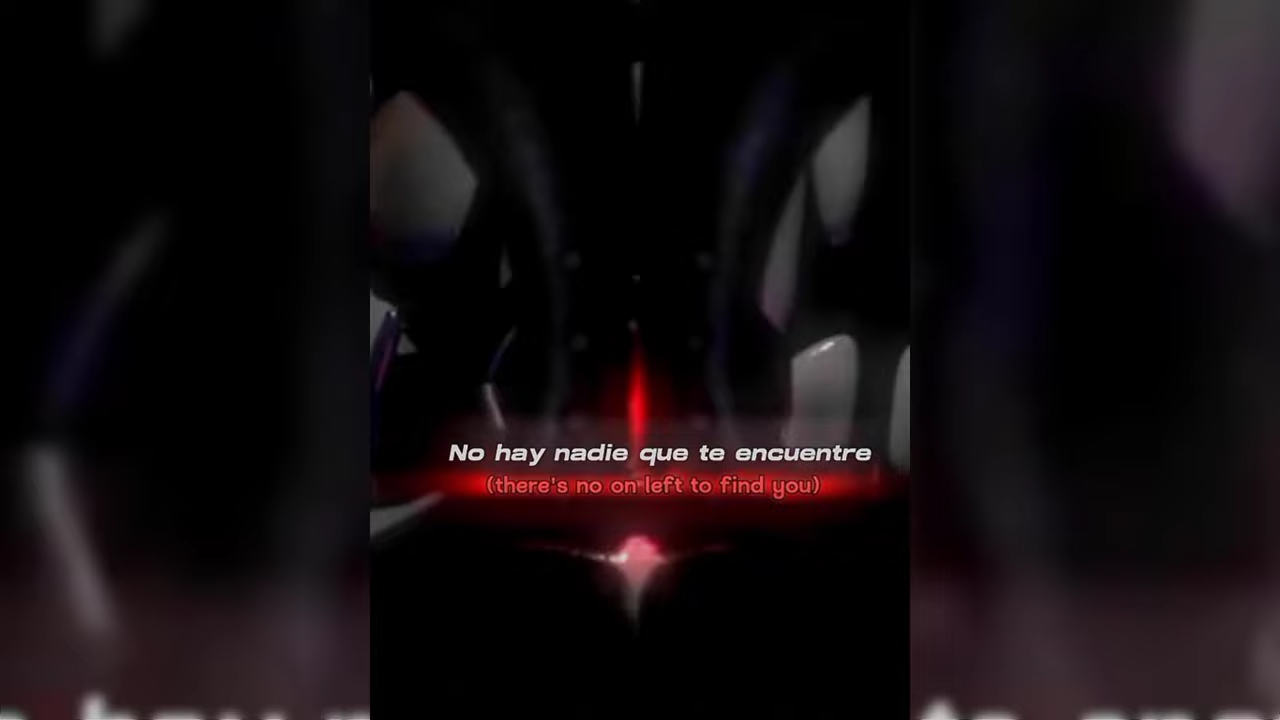 No hay nadie que te encuentre
(there's no on left to find you)